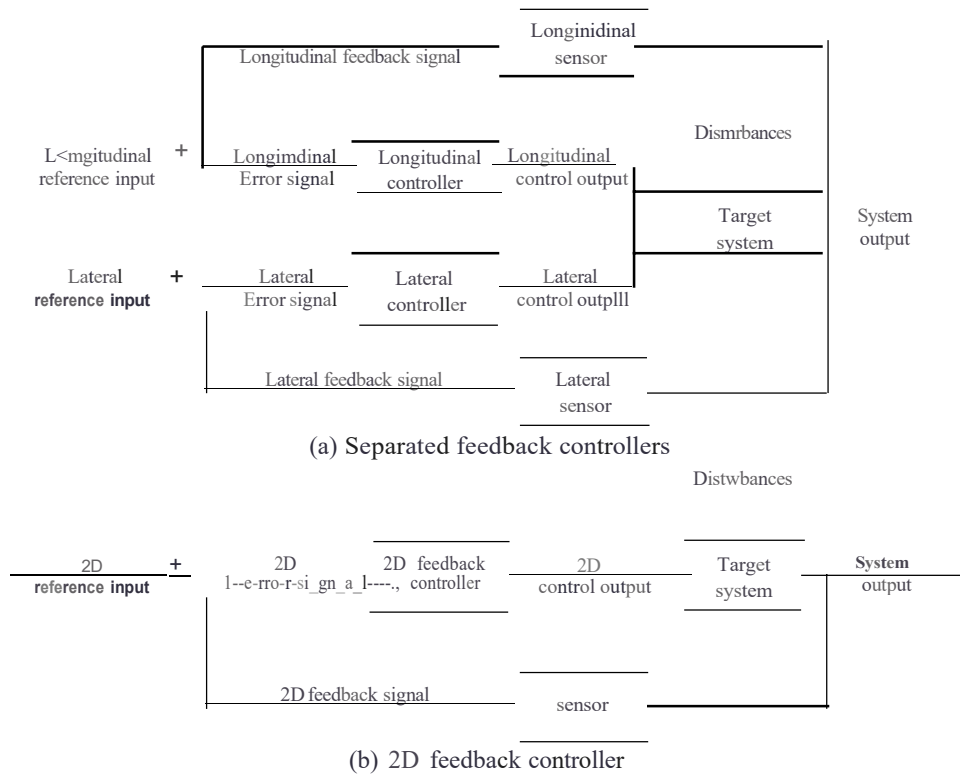 Longinidinal
sensor
Longitudinal feedback signal
Dismrbances
L<mgitudinal
reference input
+
Longimdinal
Error signal
Longitudinal
controller
Longitudinal
control output
Target
system
System
output
Lateral
reference input
+
Lateral
Error signal
Lateral
controller
Lateral
control outplll
Lateral feedback signal
Lateral
sensor
(a) Separated feedback controllers
Distwbances
2D
reference input
+
2D
1--e-rro-r-si_gn_a_l----.,
2D feedback
controller
2D
control output
Target
system
System
output
2D feedback signal
sensor
(b) 2D feedback controller